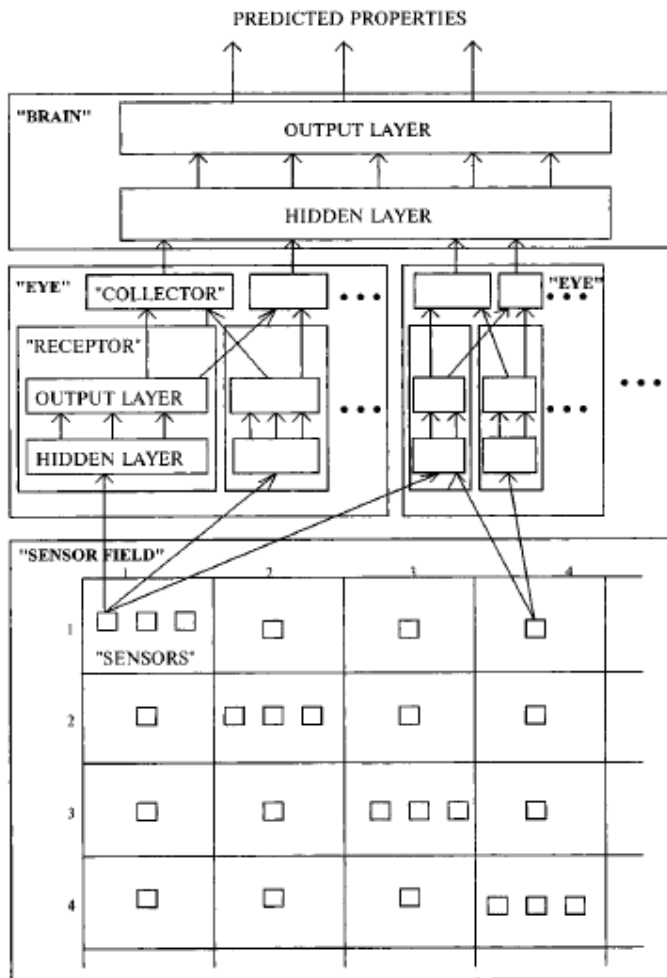 PREDICTED PROPERTIES
"BRAIN"
OUTPUT LAYER
HIDDEN LAYER
"EYE"
"COLLECTOR"
"EYE"
"RECEPTOR"
OUTPUT LAYER
HIDDEN LAYER
"SENSOR FIELD"
1 2 3 4
1
"SENSORS"
2
3
4